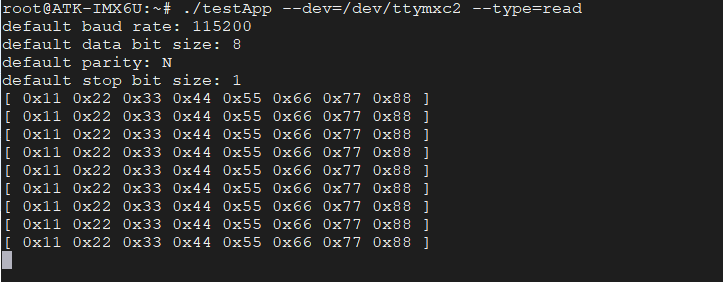 root@ATK-IMX6U:~# ./testApp --dev=/dev/ttymxc2 --type=read
default baud rate: 115200
default data bit size: 8
default parity: N
default stop bit size: 1
[ 0x11 0x22 0x33 0x44 0x55 0x66 0x77 0x88 ]
[ 0x11 0x22 0x33 0x44 0x55 0x66 0x77 0x88 ]
[ 0x11 0x22 0x33 0x44 0x55 0x66 0x77 0x88 ]
[ 0x11 0x22 0x33 0x44 0x55 0x66 0x77 0x88 ]
[ 0x11 0x22 0x33 0x44 0x55 0x66 0x77 0x88 ]
[ 0x11 0x22 0x33 0x44 0x55 0x66 0x77 0x88 ]
[ 0x11 0x22 0x33 0x44 0x55 0x66 0x77 0x88 ]
[ 0x11 0x22 0x33 0x44 0x55 0x66 0x77 0x88 ]
[ 0x11 0x22 0x33 0x44 0x55 0x66 0x77 0x88 ]